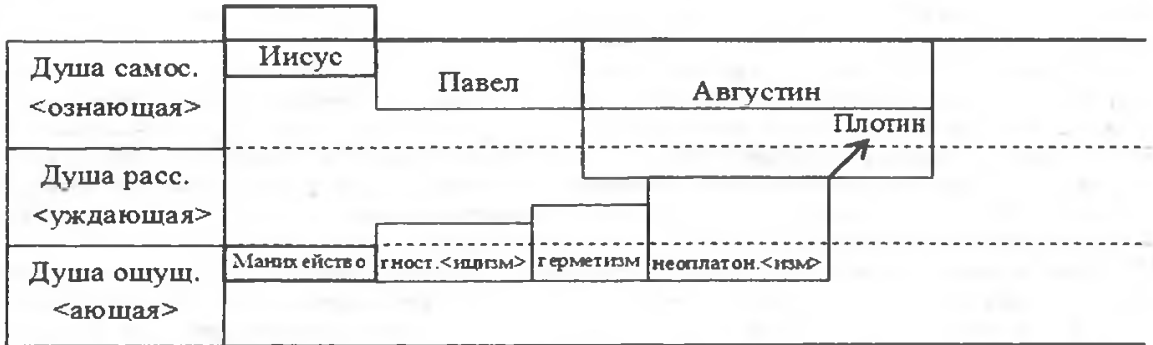 Иисус
Душа самос.
<ознающая>
Павел
Августин
Плотин
Душа расс.
<уждающая>
Манихейство
гност.<ицизм>
герметизм
неоплатон.<изм>
Душа ощущ.
<ающая>